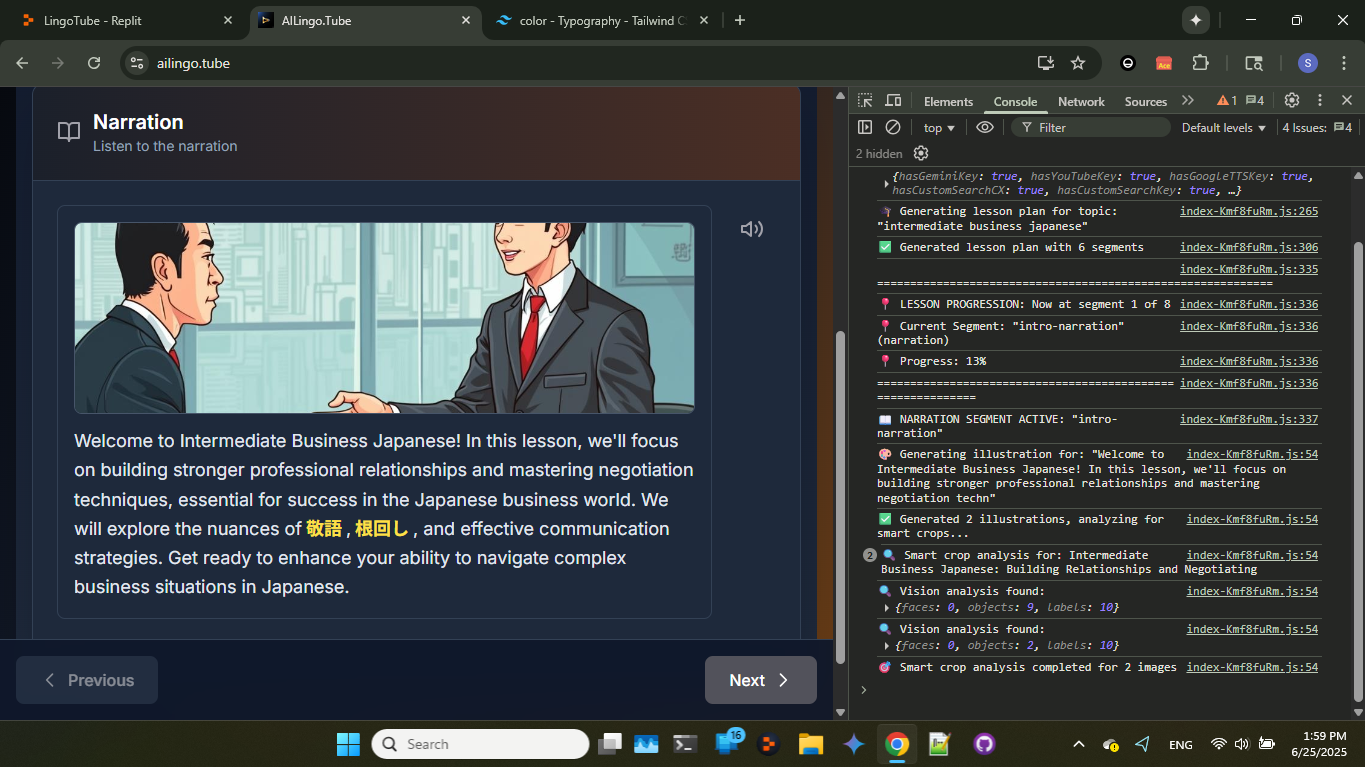 LingoTube - Replit
AILingo.Tube
color - Typography - Tailwind C
ailingo.tube
Ace
S
Narration
Listen to the narration
Welcome to Intermediate Business Japanese! In this lesson, we'll focus
on building stronger professional relationships and mastering negotiation
techniques, essential for success in the Japanese business world. We
will explore the nuances of 敬語 , 根回し , and effective communication
strategies. Get ready to enhance your ability to navigate complex
business situations in Japanese.
Previous
Next
Elements Console Network Sources 1 4
top Filter Default levels 4 Issues: 4
2 hidden
{hasGeminiKey: true, hasYouTubeKey: true, hasGoogleTTSKey: true,
hasCustomSearchCX: true, hasCustomSearchKey: true, …}
Generating lesson plan for topic: index-Kmf8fuRm.js:265
"intermediate business japanese"
✅ Generated lesson plan with 6 segments index-Kmf8fuRm.js:306
index-Kmf8fuRm.js:335
============================================================
📍 LESSON PROGRESSION: Now at segment 1 of 8 index-Kmf8fuRm.js:336
📍 Current Segment: "intro-narration" index-Kmf8fuRm.js:336
(narration)
📍 Progress: 13% index-Kmf8fuRm.js:336
============================================= index-Kmf8fuRm.js:336
===============
📖 NARRATION SEGMENT ACTIVE: "intro- index-Kmf8fuRm.js:337
narration"
🎨 Generating illustration for: "Welcome to index-Kmf8fuRm.js:54
Intermediate Business Japanese! In this lesson, we'll focus on
building stronger professional relationships and mastering
negotiation techn"
✅ Generated 2 illustrations, analyzing for index-Kmf8fuRm.js:54
smart crops...
2 🔍 Smart crop analysis for: Intermediate index-Kmf8fuRm.js:54
Business Japanese: Building Relationships and Negotiating
🔍 Vision analysis found: index-Kmf8fuRm.js:54
{faces: 0, objects: 9, labels: 10}
🔍 Vision analysis found: index-Kmf8fuRm.js:54
{faces: 0, objects: 2, labels: 10}
🎯 Smart crop analysis completed for 2 images index-Kmf8fuRm.js:54
Search
16
ENG
1:59 PM
6/25/2025